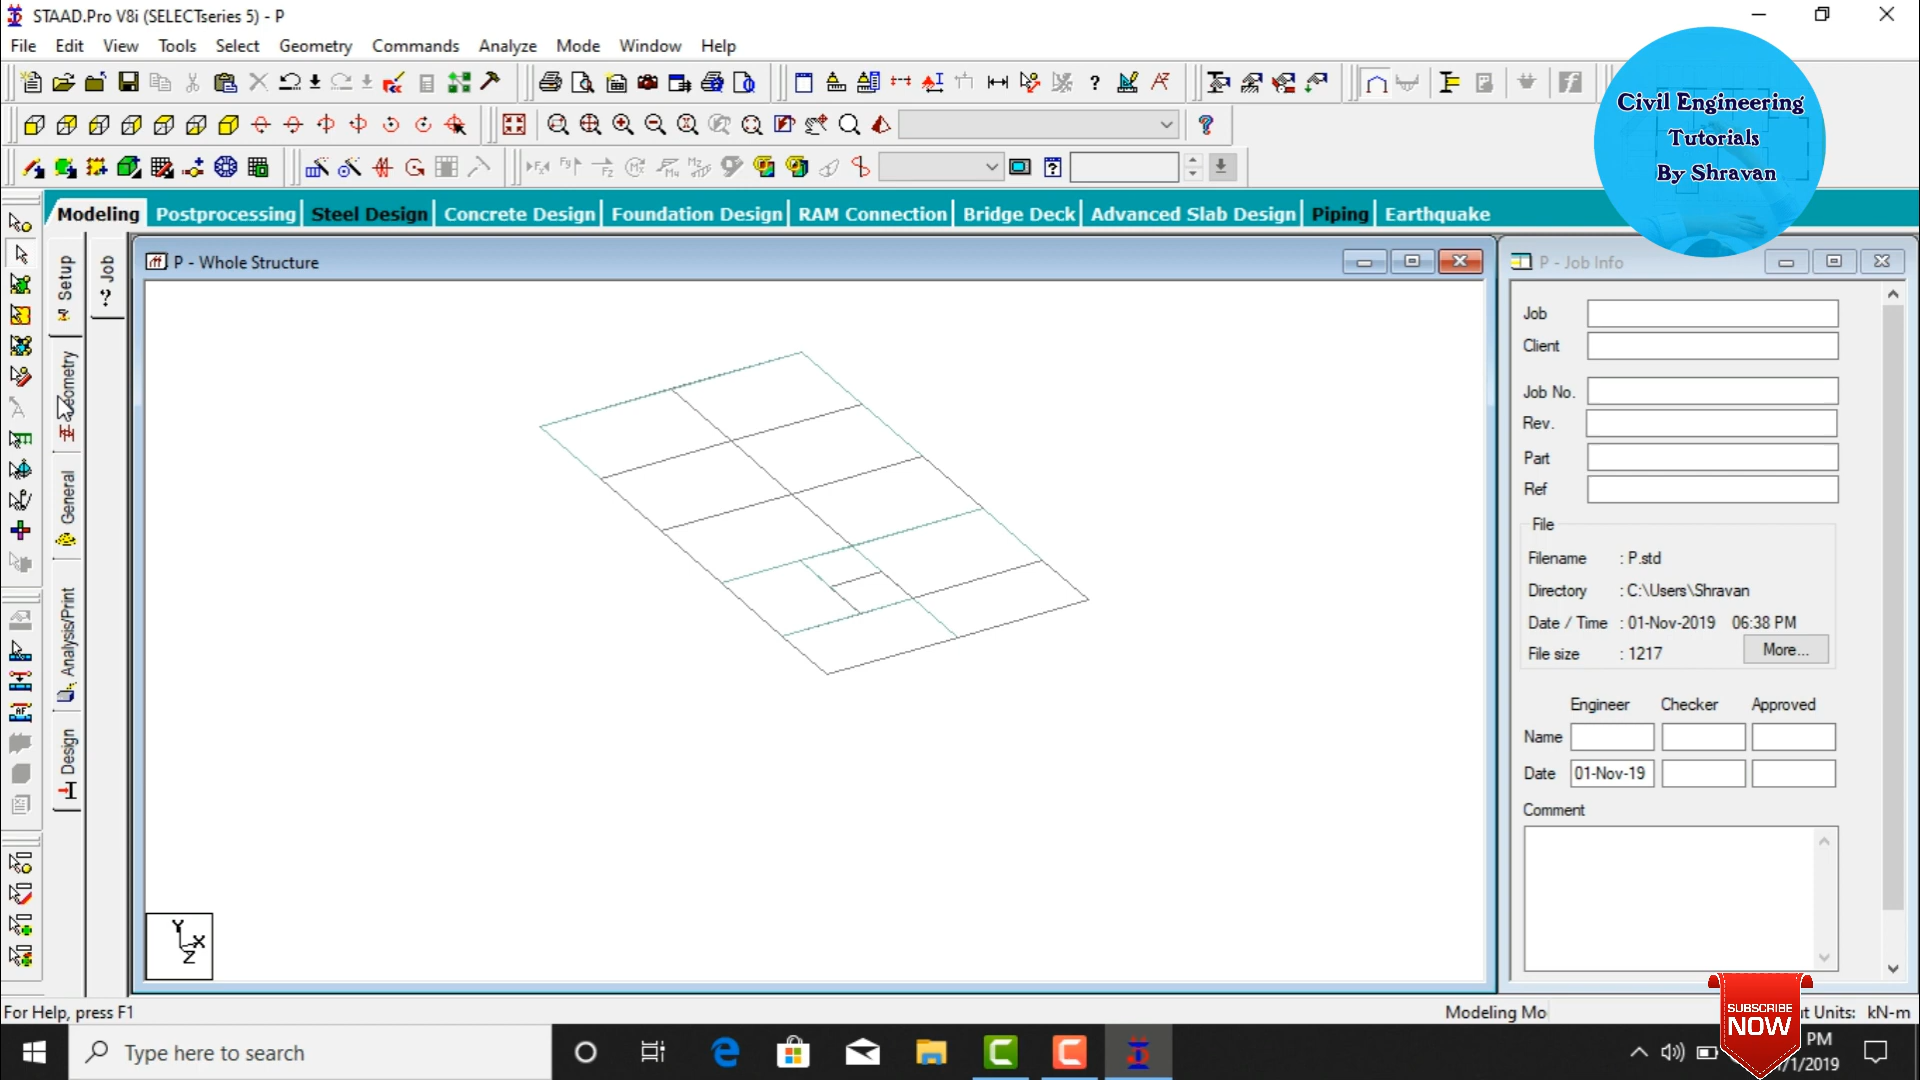 STAAD.Pro V8i (SELECTseries 5) - P
File Edit View Tools Select Geometry Commands Analyze Mode Window Help
Civil Engineering
Tutorials
By Shravan
Modeling Postprocessing Steel Design Concrete Design Foundation Design RAM Connection Bridge Deck Advanced Slab Design Piping Earthquake
Setup
Geometry
General
Analysis/Print
Design
Job
P - Whole Structure
Y
X
Z
P - Job Info
Job
Client
Job No.
Rev.
Part
Ref
File
Filename : P.std
Directory : C:\Users\Shravan
Date / Time : 01-Nov-2019 06:38 PM
File size : 1217
More...
Engineer Checker Approved
Name
Date 01-Nov-19
Comment
For Help, press F1
Modeling Mo
t Units: kN-m
SUBSCRIBE
NOW
Type here to search
PM
/1/2019